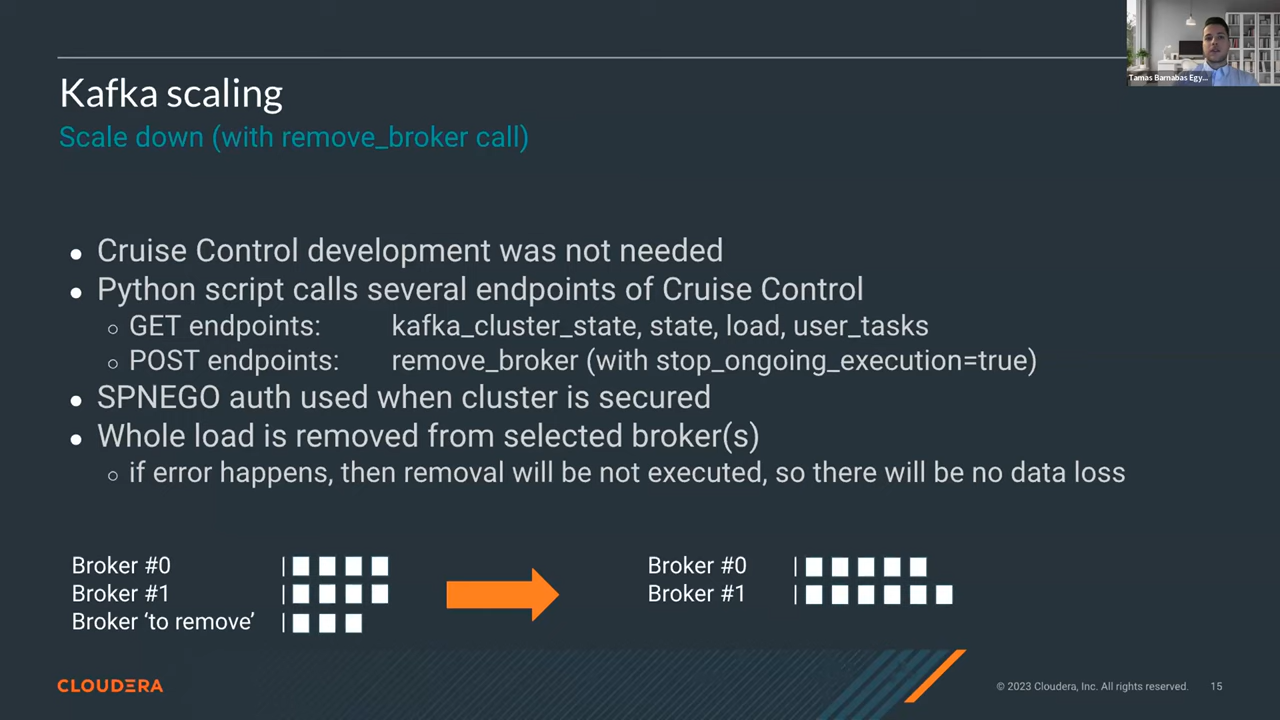 Tamas Barnabas Egy...
Kafka scaling
Scale down (with remove_broker call)
● Cruise Control development was not needed
● Python script calls several endpoints of Cruise Control
○ GET endpoints: kafka_cluster_state, state, load, user_tasks
○ POST endpoints: remove_broker (with stop_ongoing_execution=true)
● SPNEGO auth used when cluster is secured
● Whole load is removed from selected broker(s)
○ if error happens, then removal will be not executed, so there will be no data loss
Broker #0
Broker #1
Broker ‘to remove’
Broker #0
Broker #1
CLOUDERA
© 2023 Cloudera, Inc. All rights reserved. 15